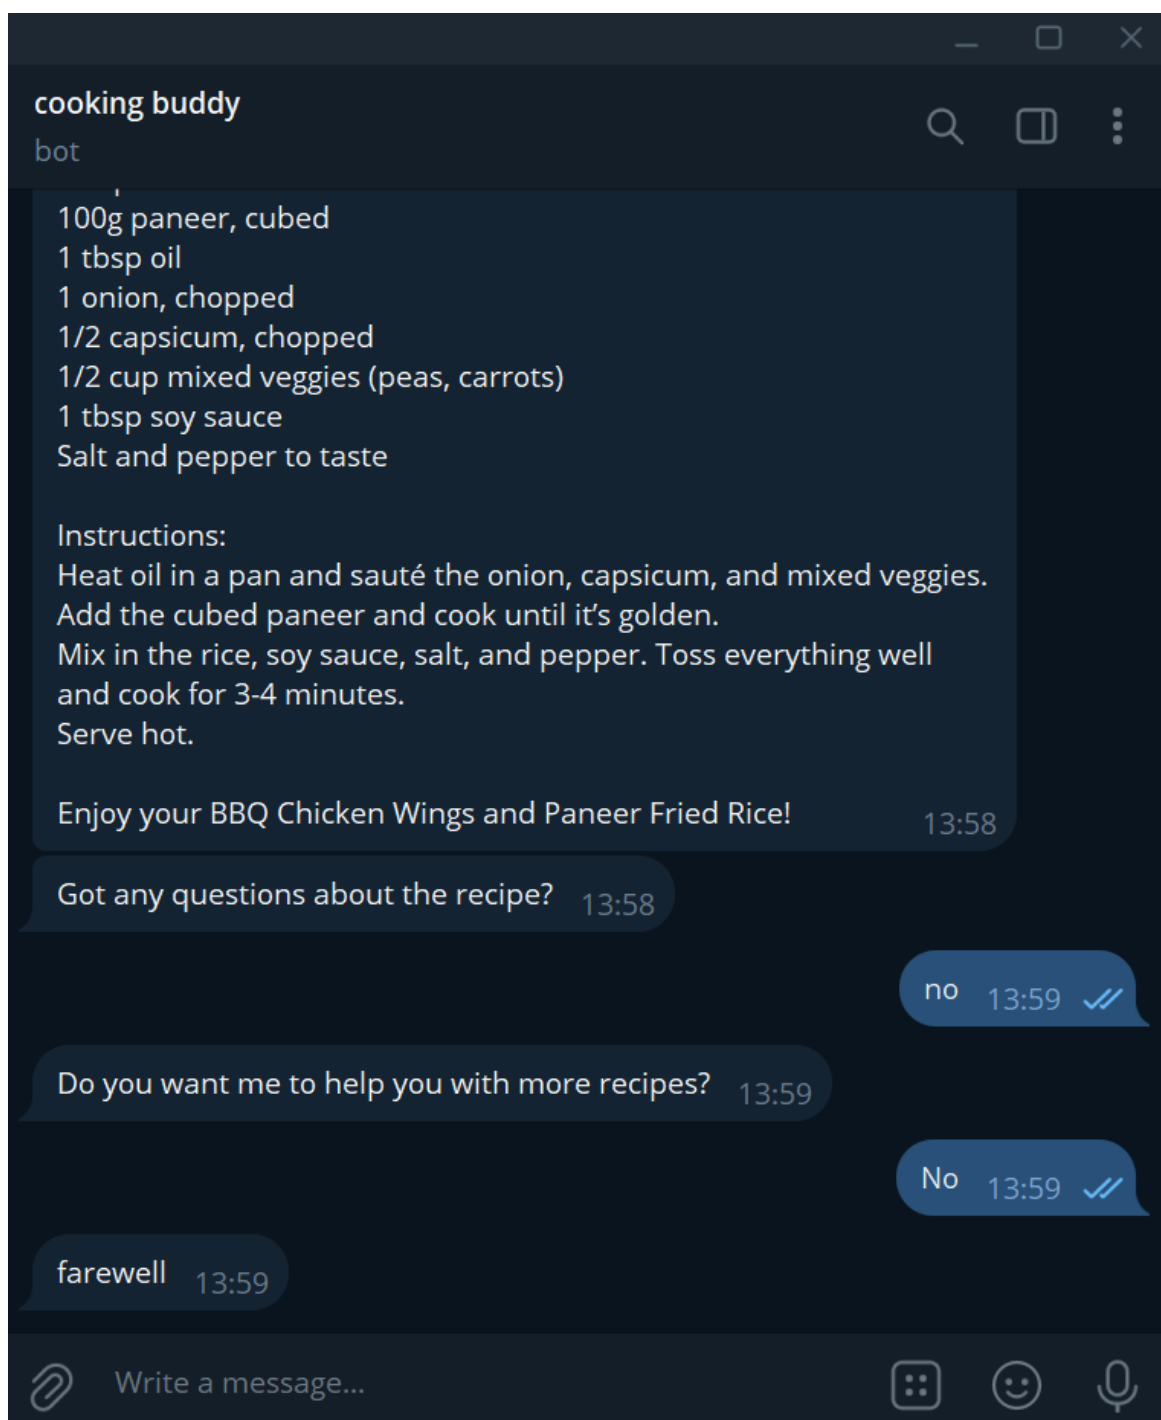 cooking buddy
bot
100g paneer, cubed
1 tbsp oil
1 onion, chopped
1/2 capsicum, chopped
1/2 cup mixed veggies (peas, carrots)
1 tbsp soy sauce
Salt and pepper to taste
Instructions:
Heat oil in a pan and sauté the onion, capsicum, and mixed veggies.
Add the cubed paneer and cook until it’s golden.
Mix in the rice, soy sauce, salt, and pepper. Toss everything well
and cook for 3-4 minutes.
Serve hot.
Enjoy your BBQ Chicken Wings and Paneer Fried Rice! 13:58
Got any questions about the recipe? 13:58
no 13:59
Do you want me to help you with more recipes? 13:59
No 13:59
farewell 13:59
Write a message...